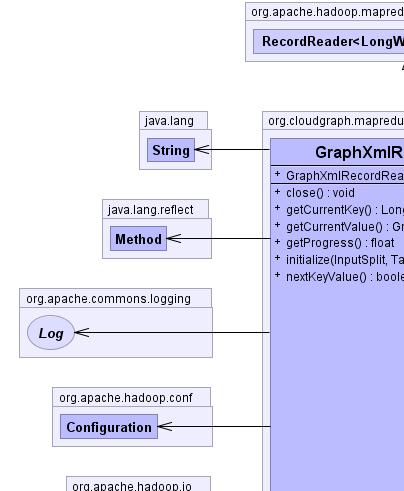 org.apache.hadoop.mapred
RecordReader<LongW
java.lang
String
org.cloudgraph.mapredu
GraphXmlR
+ GraphXmlRecordRea
+ close() : void
+ getCurrentKey() : Long
+ getCurrentValue() : Gr
+ getProgress() : float
+ initialize(InputSplit, Ta
+ nextKeyValue() : boole
java.lang.reflect
Method
org.apache.commons.logging
Log
org.apache.hadoop.conf
Configuration
org.apache.hadoop.io